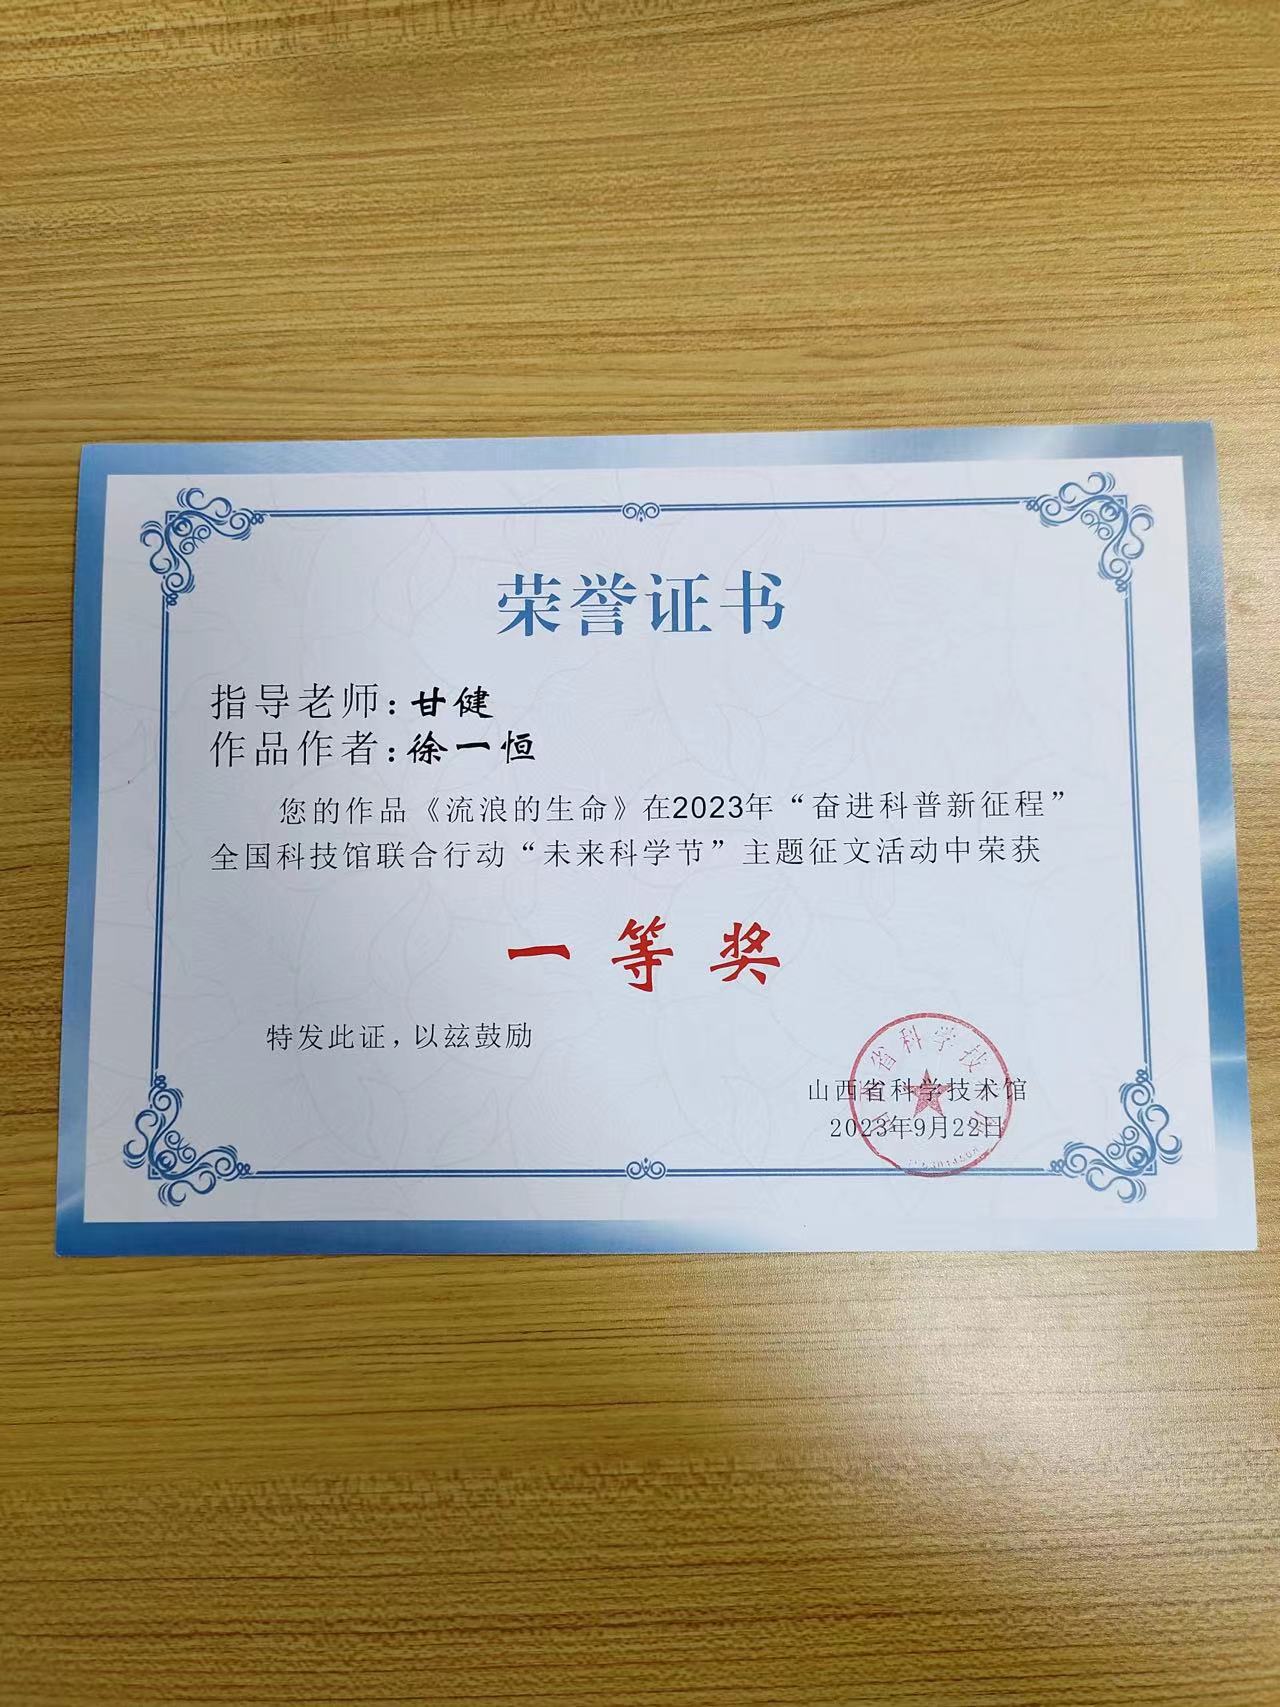 荣誉证书
指导老师：甘健
作品作者：徐一恒
您的作品《流浪的生命》在2023年“奋进科普新征程”
全国科技馆联合行动“未来科学节”主题征文活动中荣获
一等奖
特发此证，以兹鼓励
省科学技
山西省科学技术馆
2023年9月22日